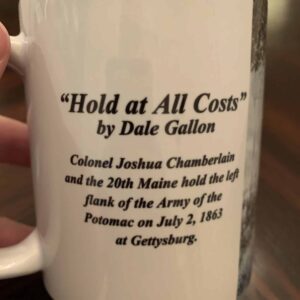 “Hold at All Costs”
by Dale Gallon
Colonel Joshua Chamberlain
and the 20th Maine hold the left
flank of the Army of the
Potomac on July 2, 1863
at Gettysburg.